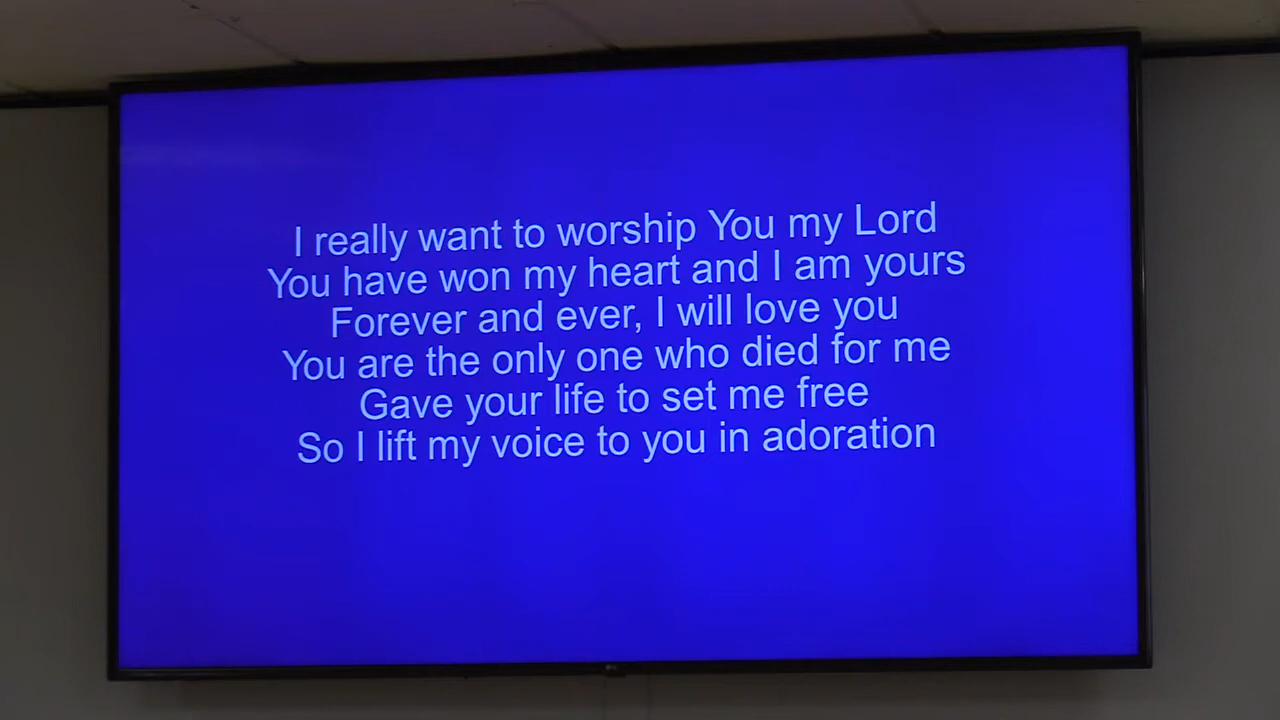 I really want to worship You my Lord
You have won my heart and I am yours
Forever and ever, I will love you
You are the only one who died for me
Gave your life to set me free
So I lift my voice to you in adoration